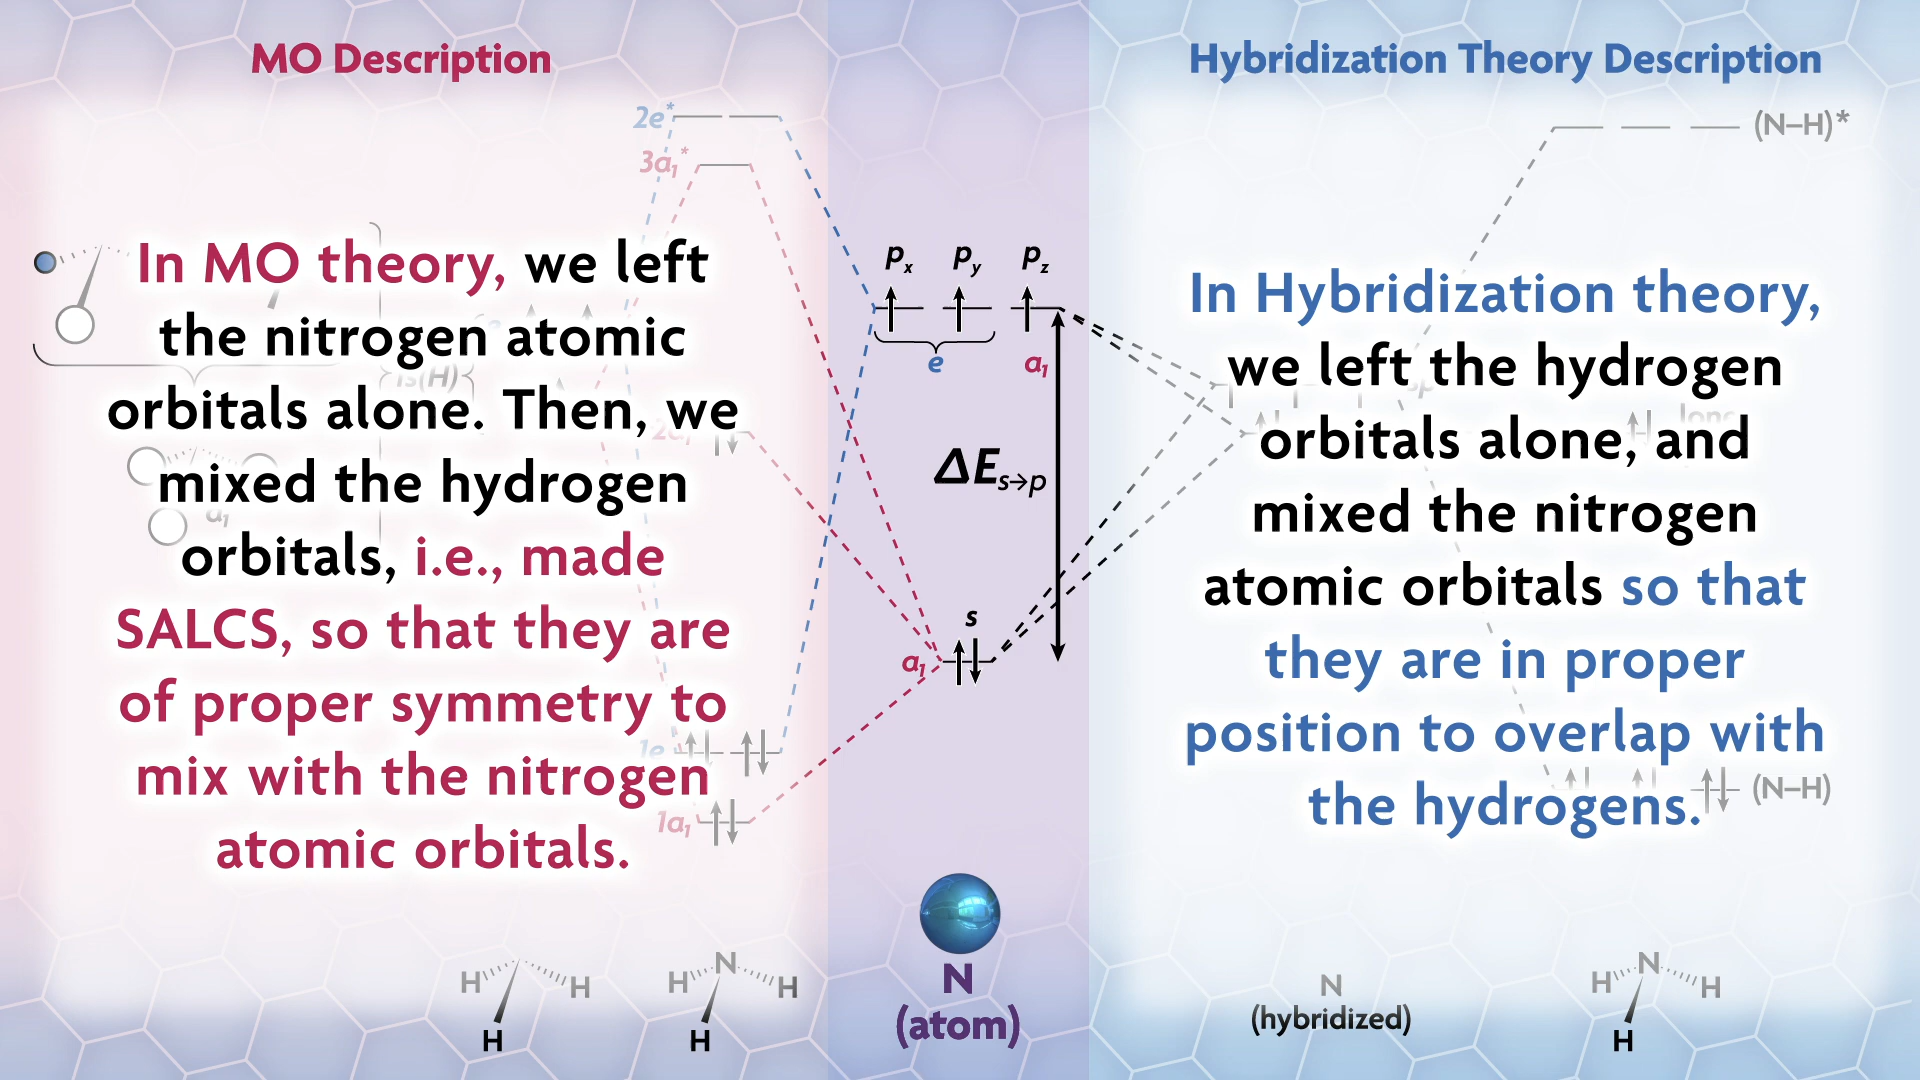 MO Description
Hybridization Theory Description
2e*
3a₁*
(N–H)*
In MO theory, we left
the nitrogen atomic
orbitals alone. Then, we
mixed the hydrogen
orbitals, i.e., made
SALCS, so that they are
of proper symmetry to
mix with the nitrogen
atomic orbitals.
1s(H)
a₁
1e
1a₁
px py pz
e a₁
ΔEs→p
s
a₁
In Hybridization theory,
we left the hydrogen
orbitals alone, and
mixed the nitrogen
atomic orbitals so that
they are in proper
position to overlap with
the hydrogens.
(N–H)
H H
H
N
H H
H
N
(atom)
N
(hybridized)
N
H H
H